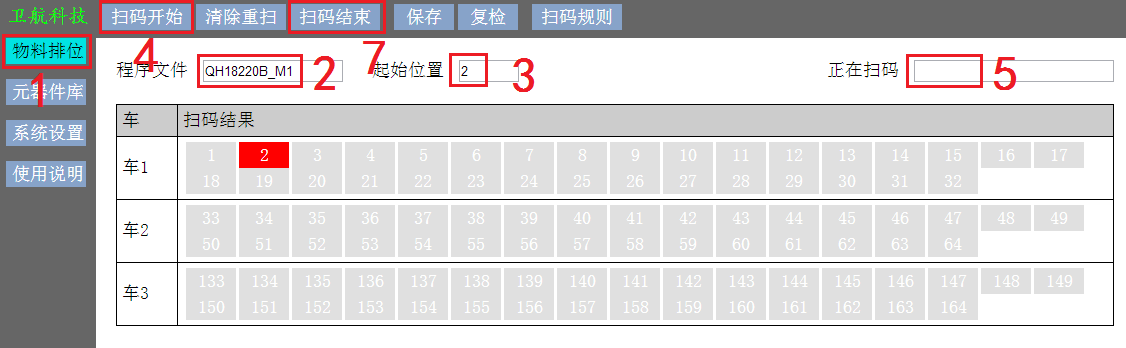 卫航科技 扫码开始 清除重扫 扫码结束 保存 复检 扫码规则
物料排位
元器件库
系统设置
使用说明
4 7
1
程序文件 QH18220B_M1 2 起始位置 2 3 正在扫码 5
车 扫码结果
车1
1 2 3 4 5 6 7 8 9 10 11 12 13 14 15 16 17
18 19 20 21 22 23 24 25 26 27 28 29 30 31 32
车2
33 34 35 36 37 38 39 40 41 42 43 44 45 46 47 48 49
50 51 52 53 54 55 56 57 58 59 60 61 62 63 64
车3
133 134 135 136 137 138 139 140 141 142 143 144 145 146 147 148 149
150 151 152 153 154 155 156 157 158 159 160 161 162 163 164